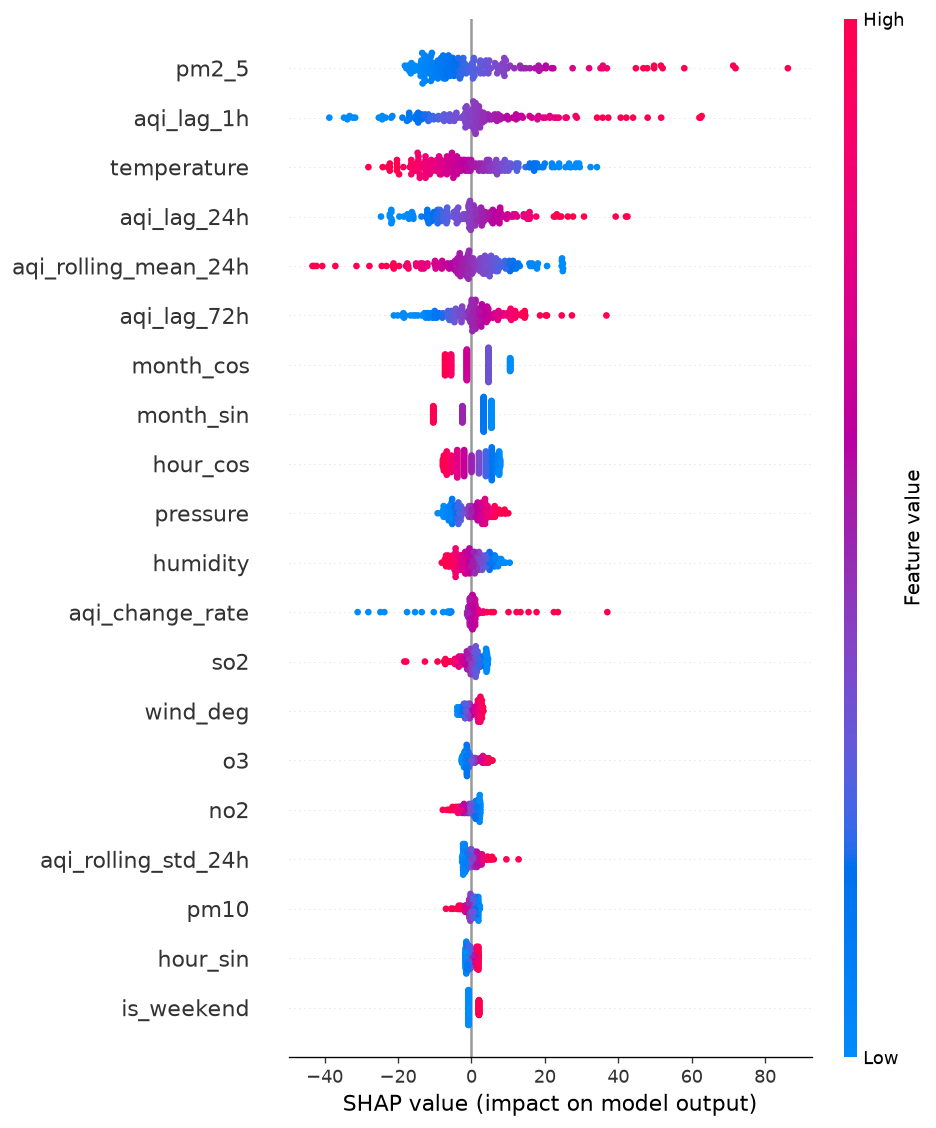 High
pm2_5
aqi_lag_1h
temperature
aqi_lag_24h
aqi_rolling_mean_24h
aqi_lag_72h
month_cos
month_sin
hour_cos
pressure
humidity
aqi_change_rate
so2
wind_deg
o3
no2
aqi_rolling_std_24h
pm10
hour_sin
is_weekend
Feature value
Low
−40 −20 0 20 40 60 80
SHAP value (impact on model output)